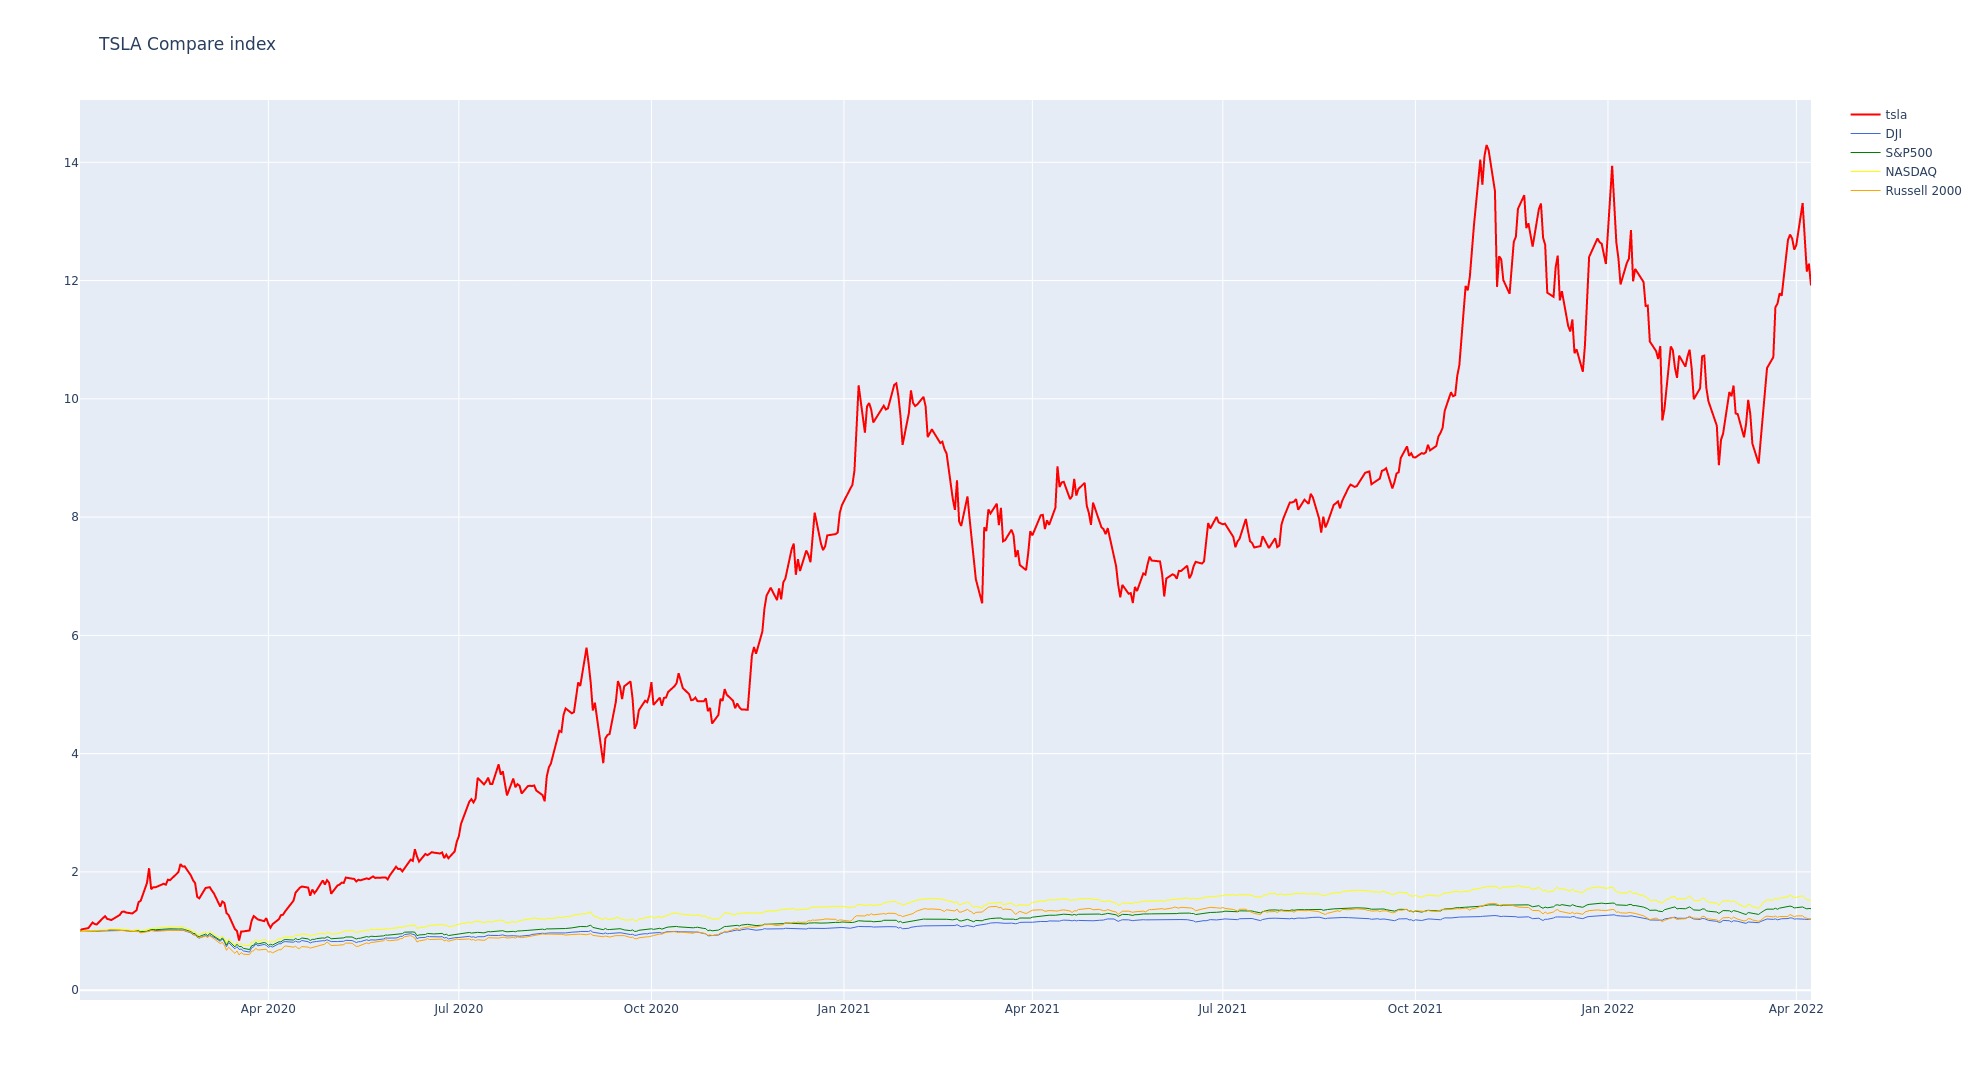 TSLA Compare index
tsla
DJI
S&P500
NASDAQ
Russell 2000
14
12
10
8
6
4
2
0
Apr 2020
Jul 2020
Oct 2020
Jan 2021
Apr 2021
Jul 2021
Oct 2021
Jan 2022
Apr 2022